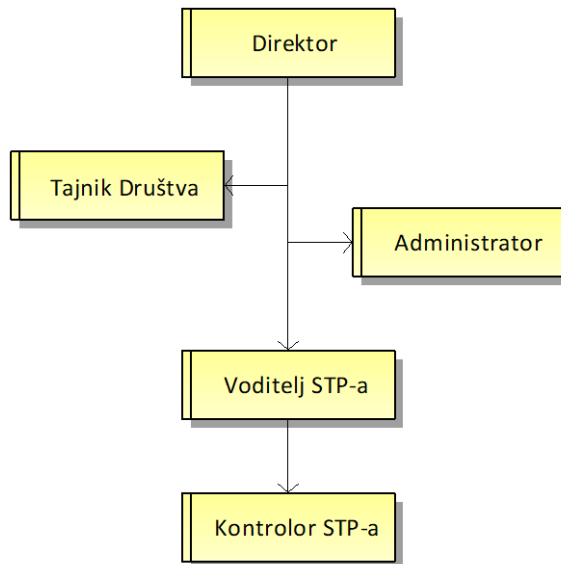 Direktor
Tajnik Društva
Administrator
Voditelj STP-a
Kontrolor STP-a